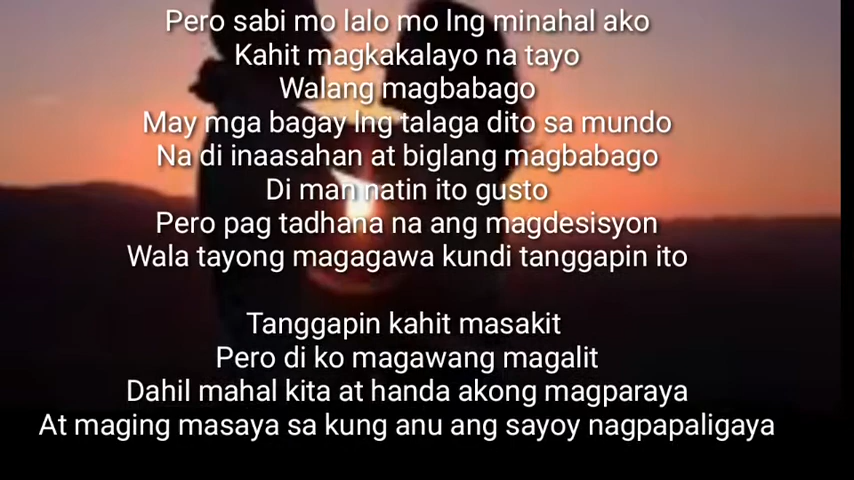 Pero sabi mo lalo mo lng minahal ako
Kahit magkakalayo na tayo
Walang magbabago
May mga bagay lng talaga dito sa mundo
Na di inaasahan at biglang magbabago
Di man natin ito gusto
Pero pag tadhana na ang magdesisyon
Wala tayong magagawa kundi tanggapin ito
Tanggapin kahit masakit
Pero di ko magawang magalit
Dahil mahal kita at handa akong magparaya
At maging masaya sa kung anu ang sayoy nagpapaligaya